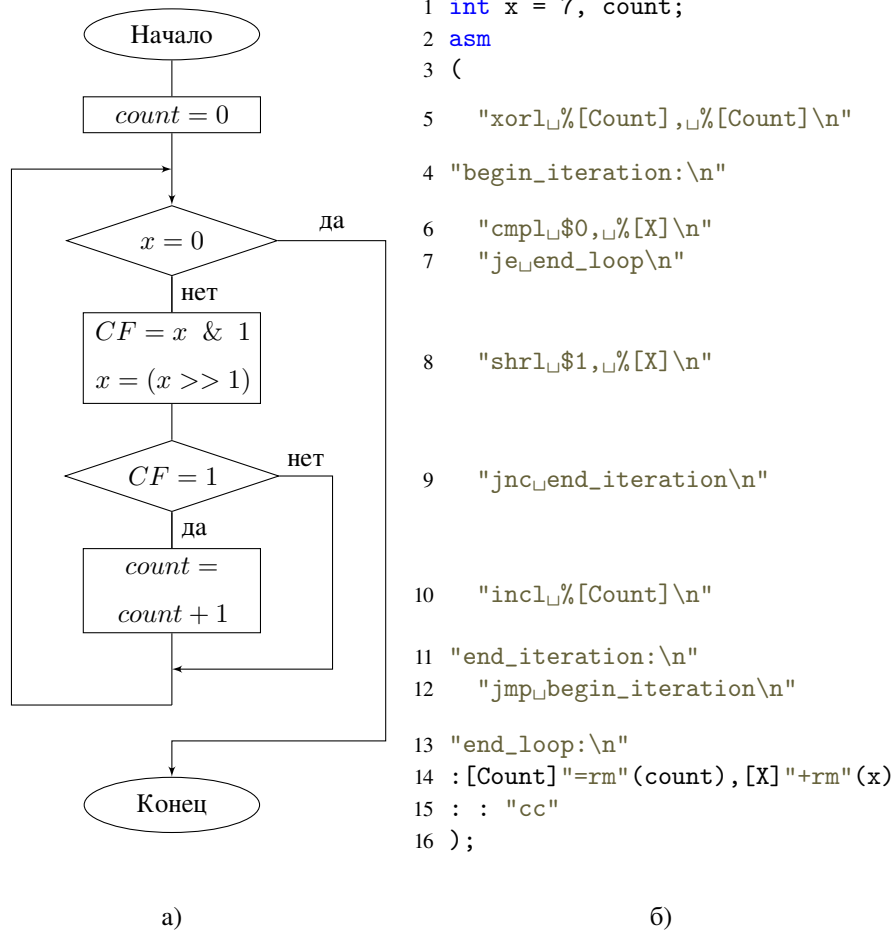 Начало
count = 0
x = 0
да
нет
CF = x & 1
x = (x >> 1)
CF = 1
нет
да
count =
count + 1
Конец
а)
1 int x = 7, count;
2 asm
3 (
5 "xorl␣%[Count],␣%[Count]\n"
4 "begin_iteration:\n"
6 "cmpl␣$0,␣%[X]\n"
7 "je␣end_loop\n"
8 "shrl␣$1,␣%[X]\n"
9 "jnc␣end_iteration\n"
10 "incl␣%[Count]\n"
11 "end_iteration:\n"
12 "jmp␣begin_iteration\n"
13 "end_loop:\n"
14 :[Count]"=rm"(count),[X]"+rm"(x)
15 : : "cc"
16 );
б)